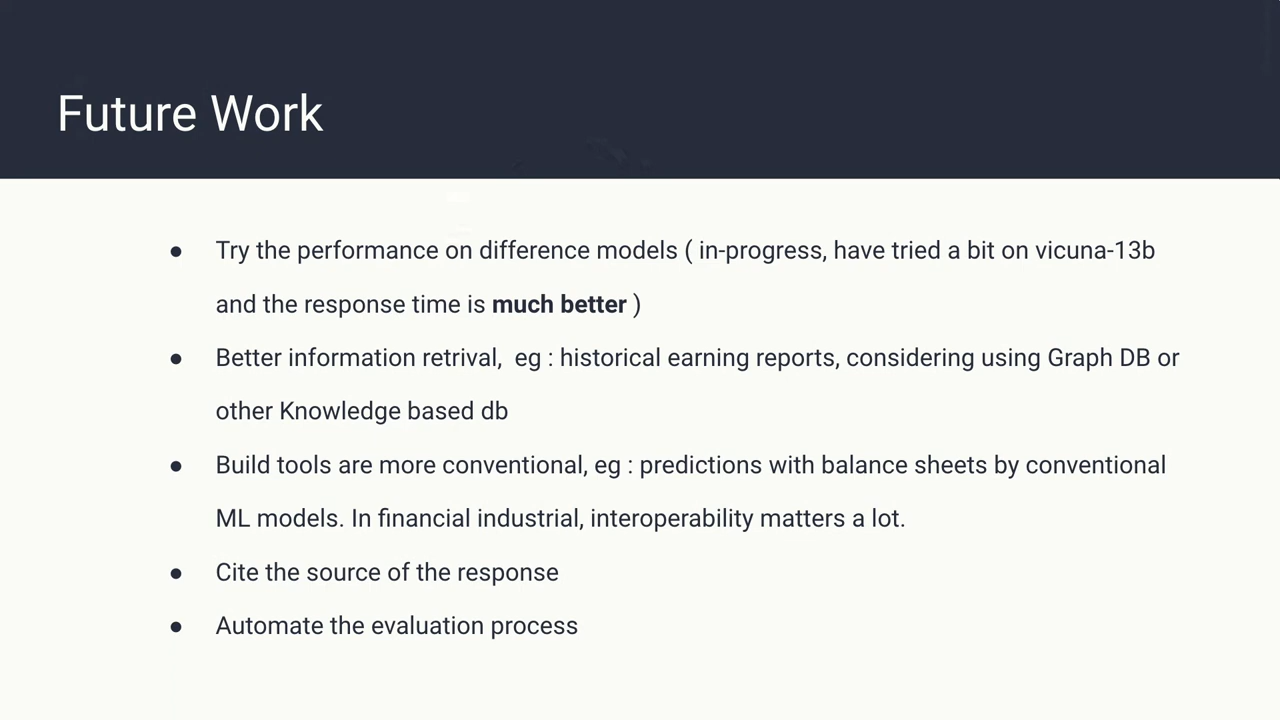 Future Work
● Try the performance on difference models ( in-progress, have tried a bit on vicuna-13b
and the response time is much better )
● Better information retrival,  eg : historical earning reports, considering using Graph DB or
other Knowledge based db
● Build tools are more conventional, eg : predictions with balance sheets by conventional
ML models. In financial industrial, interoperability matters a lot.
● Cite the source of the response
● Automate the evaluation process